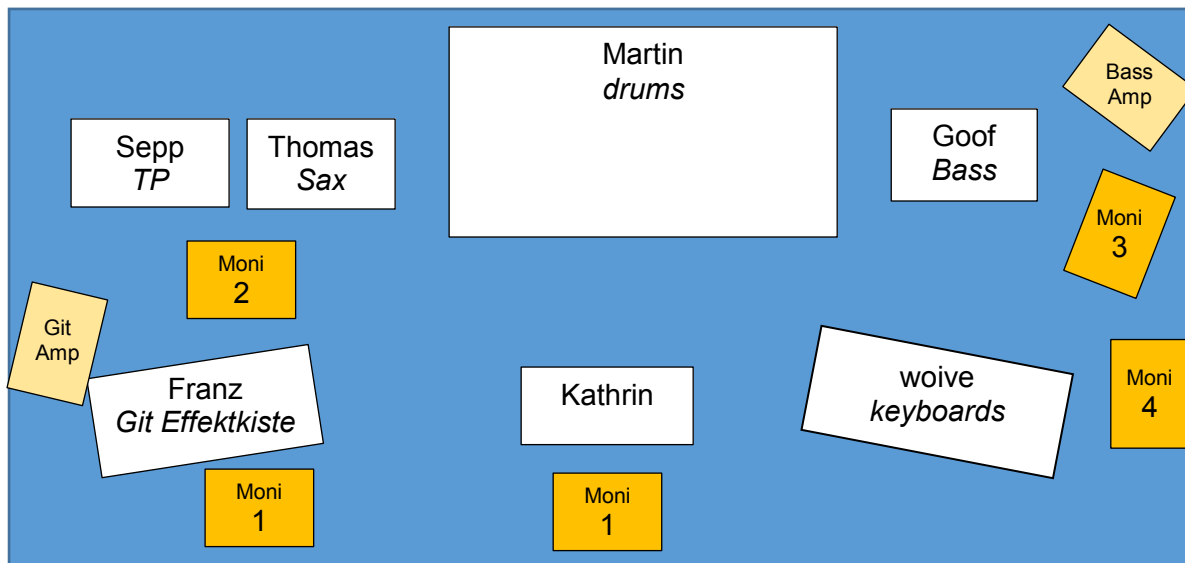 Martin
drums
Bass
Amp
Sepp
TP
Thomas
Sax
Goof
Bass
Moni
3
Moni
2
Git
Amp
Franz
Git Effektkiste
Kathrin
woive
keyboards
Moni
4
Moni
1
Moni
1